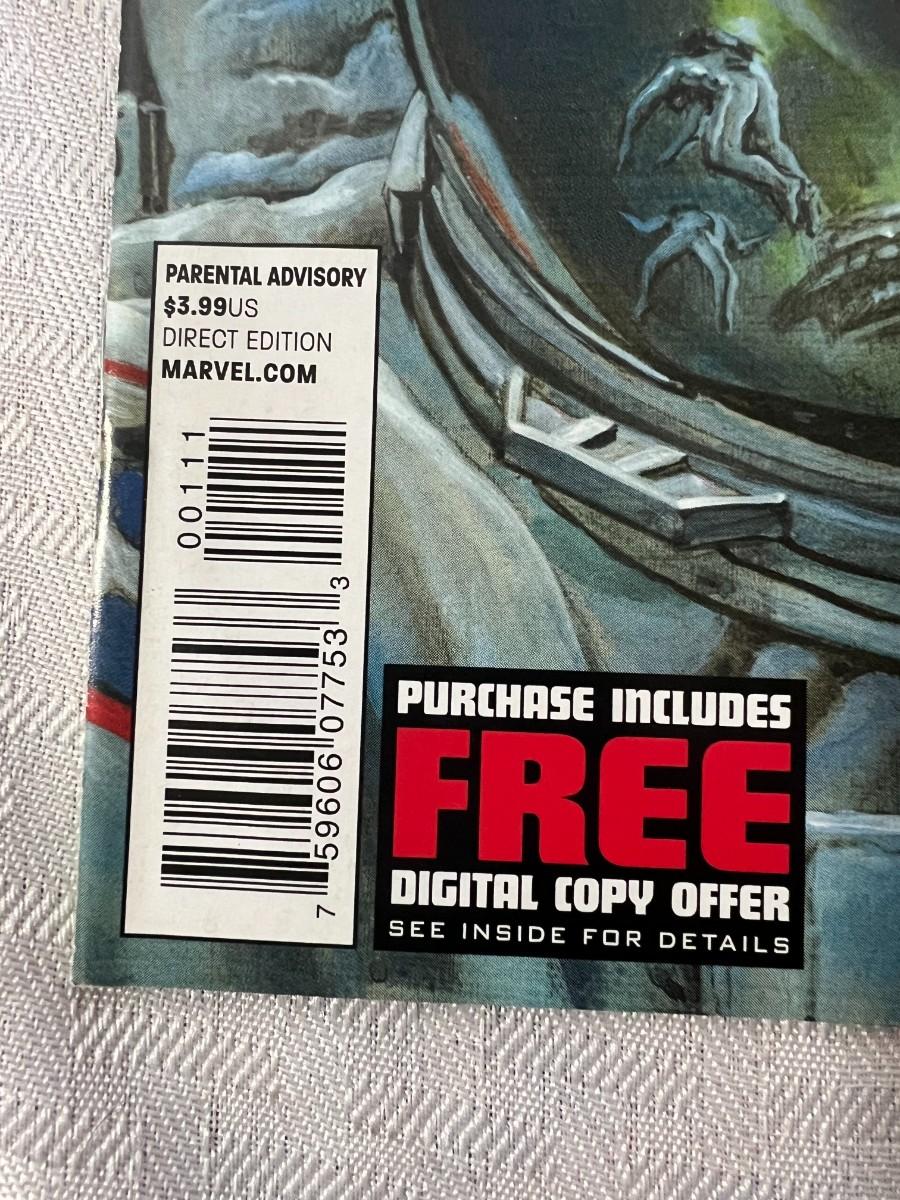 PARENTAL ADVISORY
$3.99US
DIRECT EDITION
MARVEL.COM
00111
7 59606 07753 3
PURCHASE INCLUDES
FREE
DIGITAL COPY OFFER
SEE INSIDE FOR DETAILS